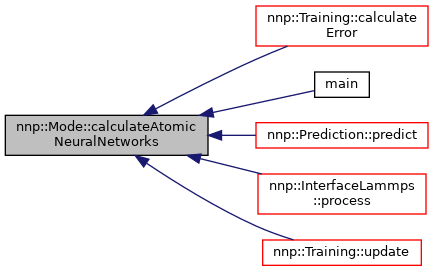 nnp::Training::calculate
Error
main
nnp::Mode::calculateAtomic
NeuralNetworks
nnp::Prediction::predict
nnp::InterfaceLammps
::process
nnp::Training::update